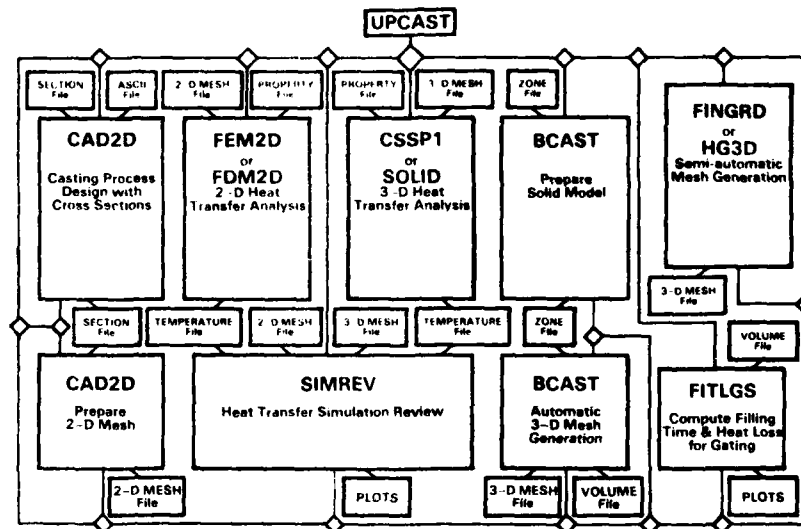 UPCAST
SECTION
File
ASCII
File
2-D MESH
File
PROPERTY
File
PROPERTY
File
3-D MESH
File
ZONE
File
CAD2D
Casting Process
Design with
Cross Sections
FEM2D
or
FDM2D
2-D Heat
Transfer Analysis
CSSP1
or
SOLID
3-D Heat
Transfer Analysis
BCAST
Prepare
Solid Model
FINGRD
or
HG3D
Semi-automatic
Mesh Generation
3-D MESH
File
SECTION
File
TEMPERATURE
File
2-D MESH
File
3-D MESH
File
TEMPERATURE
File
ZONE
File
VOLUME
File
CAD2D
Prepare
2-D Mesh
SIMREV
Heat Transfer Simulation Review
BCAST
Automatic
3-D Mesh
Generation
FITLGS
Compute Filling
Time & Heat Loss
for Gating
2-D MESH
File
PLOTS
3-D MESH
File
VOLUME
File
PLOTS